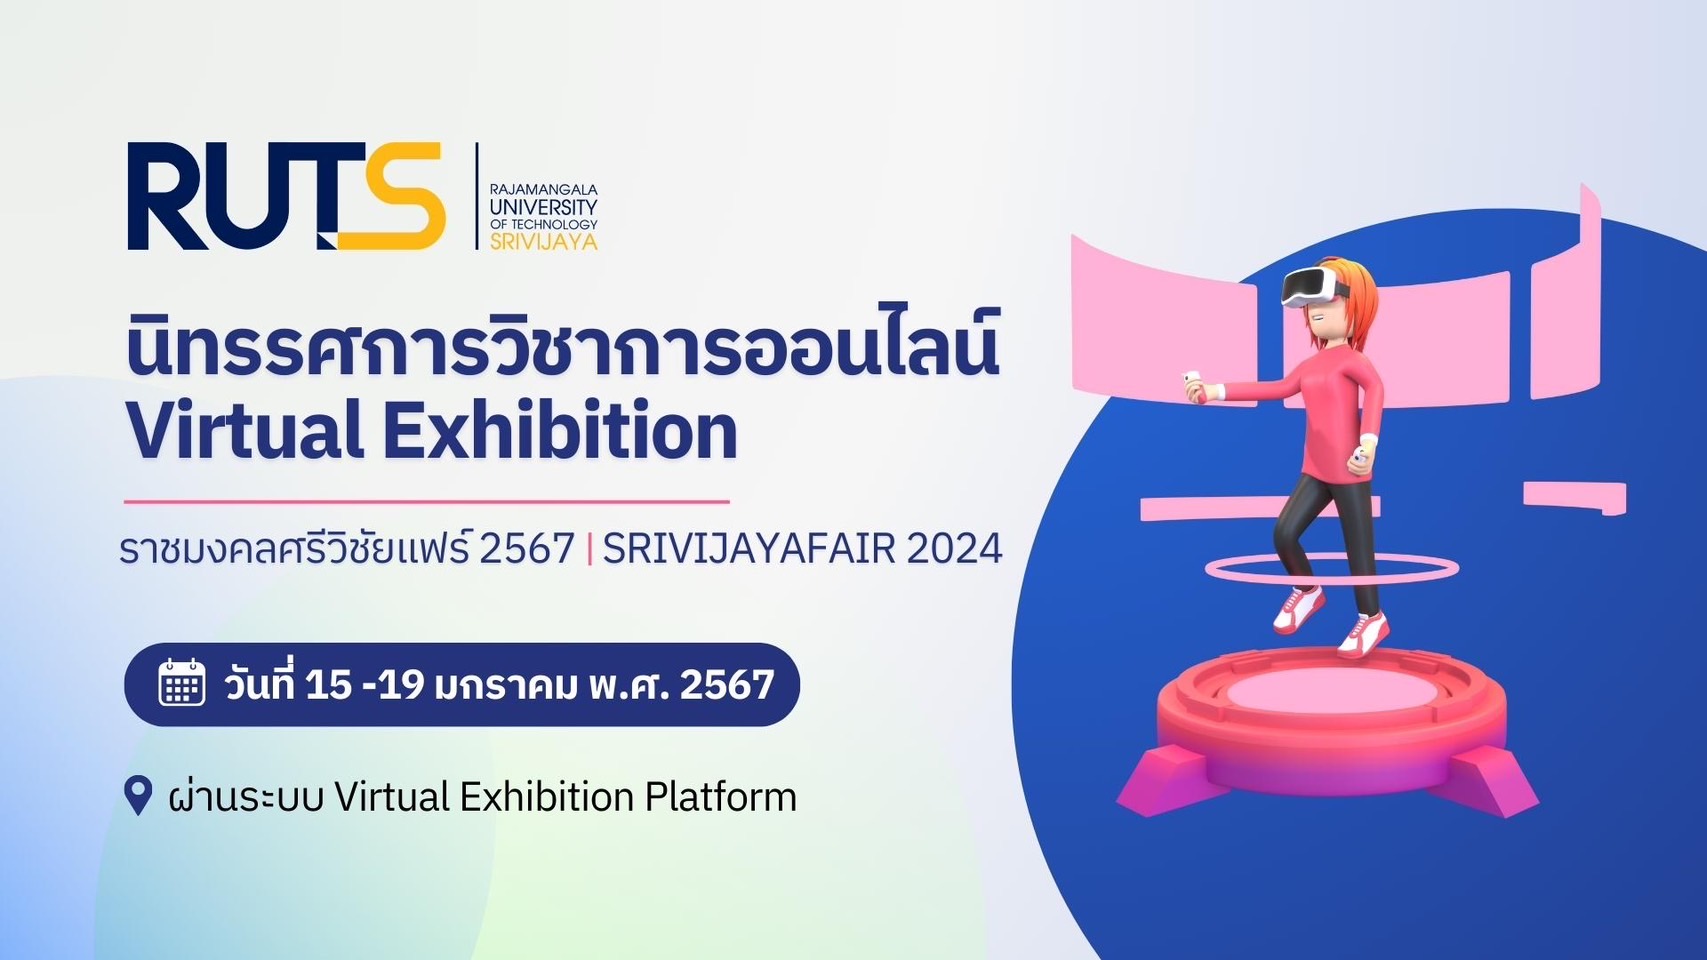 RUTS
RAJAMANGALA
UNIVERSITY
OF TECHNOLOGY
SRIVIJAYA
นิทรรศการวิชาการออนไลน์
Virtual Exhibition
ราชมงคลศรีวิชัยแฟร์ 2567 | SRIVIJAYAFAIR 2024
วันที่ 15 -19 มกราคม พ.ศ. 2567
ผ่านระบบ Virtual Exhibition Platform